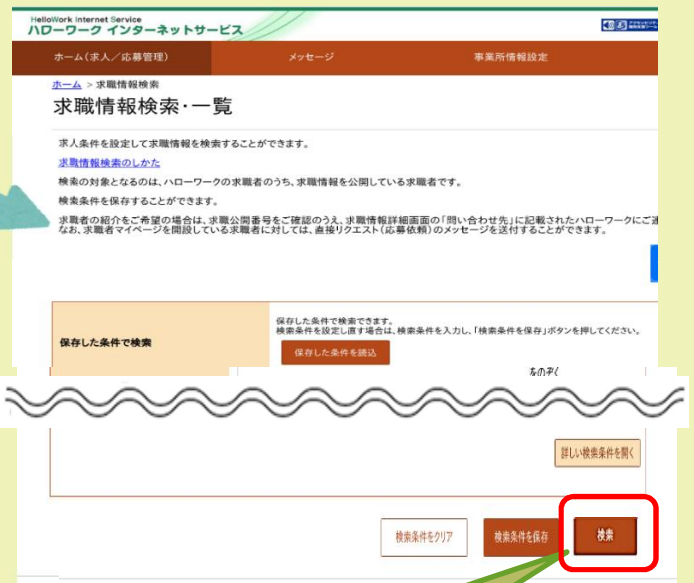 HelloWork Internet Service
ハローワーク インターネットサービス
ホーム(求人/応募管理)
メッセージ
事業所情報設定
ホーム > 求職情報検索
求職情報検索・一覧
求人条件を設定して求職情報を検索することができます。
求職情報検索のしかた
検索の対象となるのは、ハローワークの求職者のうち、求職情報を公開している求職者です。
検索条件を保存することができます。
求職者の紹介をご希望の場合は、求職公開番号をご確認のうえ、求職情報詳細画面の「問い合わせ先」に記載されたハローワークにご
なお、求職者マイページを開設している求職者に対しては、直接リクエスト(応募依頼)のメッセージを送付することができます。
保存した条件で検索
保存した条件で検索できます。
検索条件を設定し直す場合は、検索条件を入力し、「検索条件を保存」ボタンを押してください。
保存した条件を読込
をのぞく
詳しい検索条件を開く
検索条件をクリア
検索条件を保存
検索